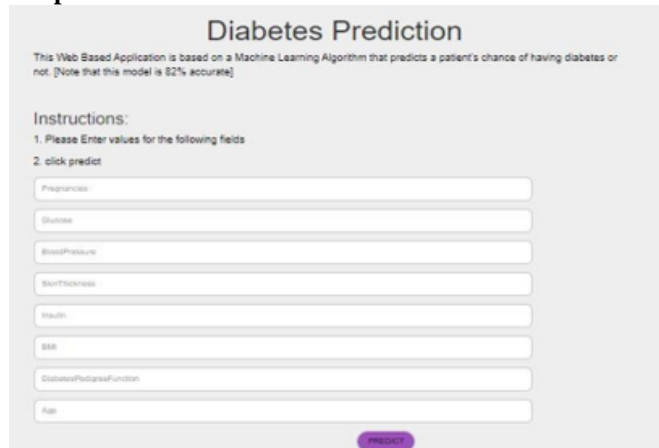 Diabetes Prediction
This Web Based Application is based on a Machine Learning Algorithm that predicts a patient's chance of having diabetes or
not. [Note that this model is 82% accurate]
Instructions:
1. Please Enter values for the following fields
2. click predict
Pregnancies
Glucose
BloodPressure
SkinThickness
Insulin
BMI
DiabetesPedigreeFunction
Age
PREDICT